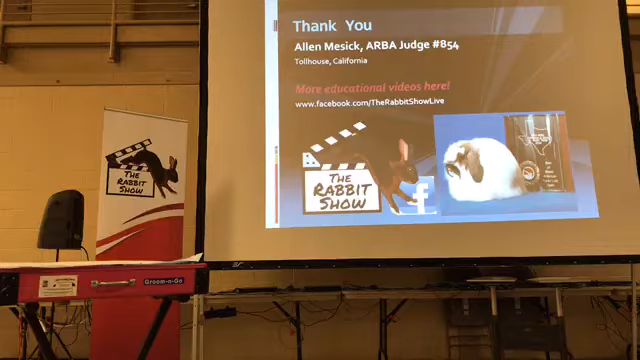 Thank You
Allen Mesick, ARBA Judge #854
Tollhouse, California
More educational videos here!
www.facebook.com/TheRabbitShowLive
THE
RABBIT
SHOW
f
THE
RABBIT
SHOW
Groom-n-Go